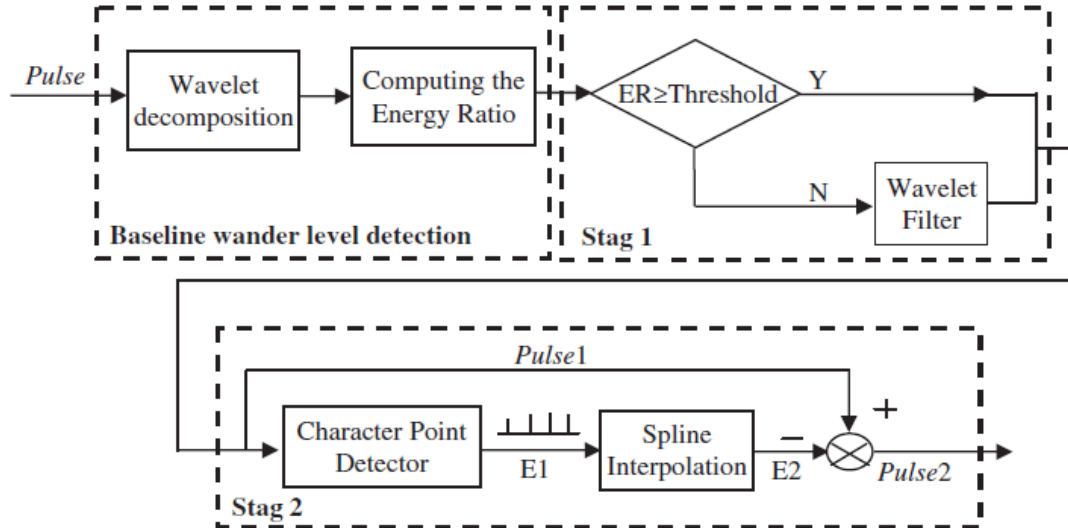 Pulse
Wavelet
decomposition
Computing the
Energy Ratio
Baseline wander level detection
ER≥Threshold
Y
N
Wavelet
Filter
Stag 1
Pulse1
Character Point
Detector
E1
Spline
Interpolation
E2
+
−
Pulse2
Stag 2